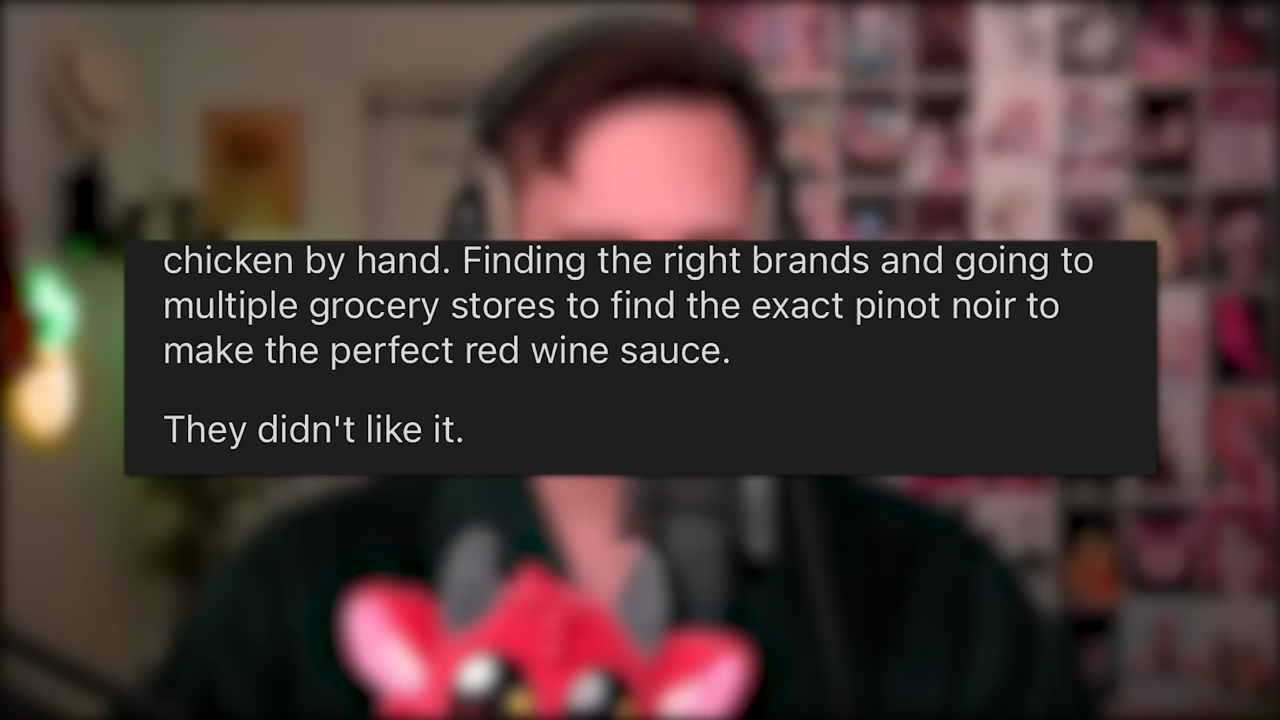 chicken by hand. Finding the right brands and going to
multiple grocery stores to find the exact pinot noir to
make the perfect red wine sauce.
They didn't like it.